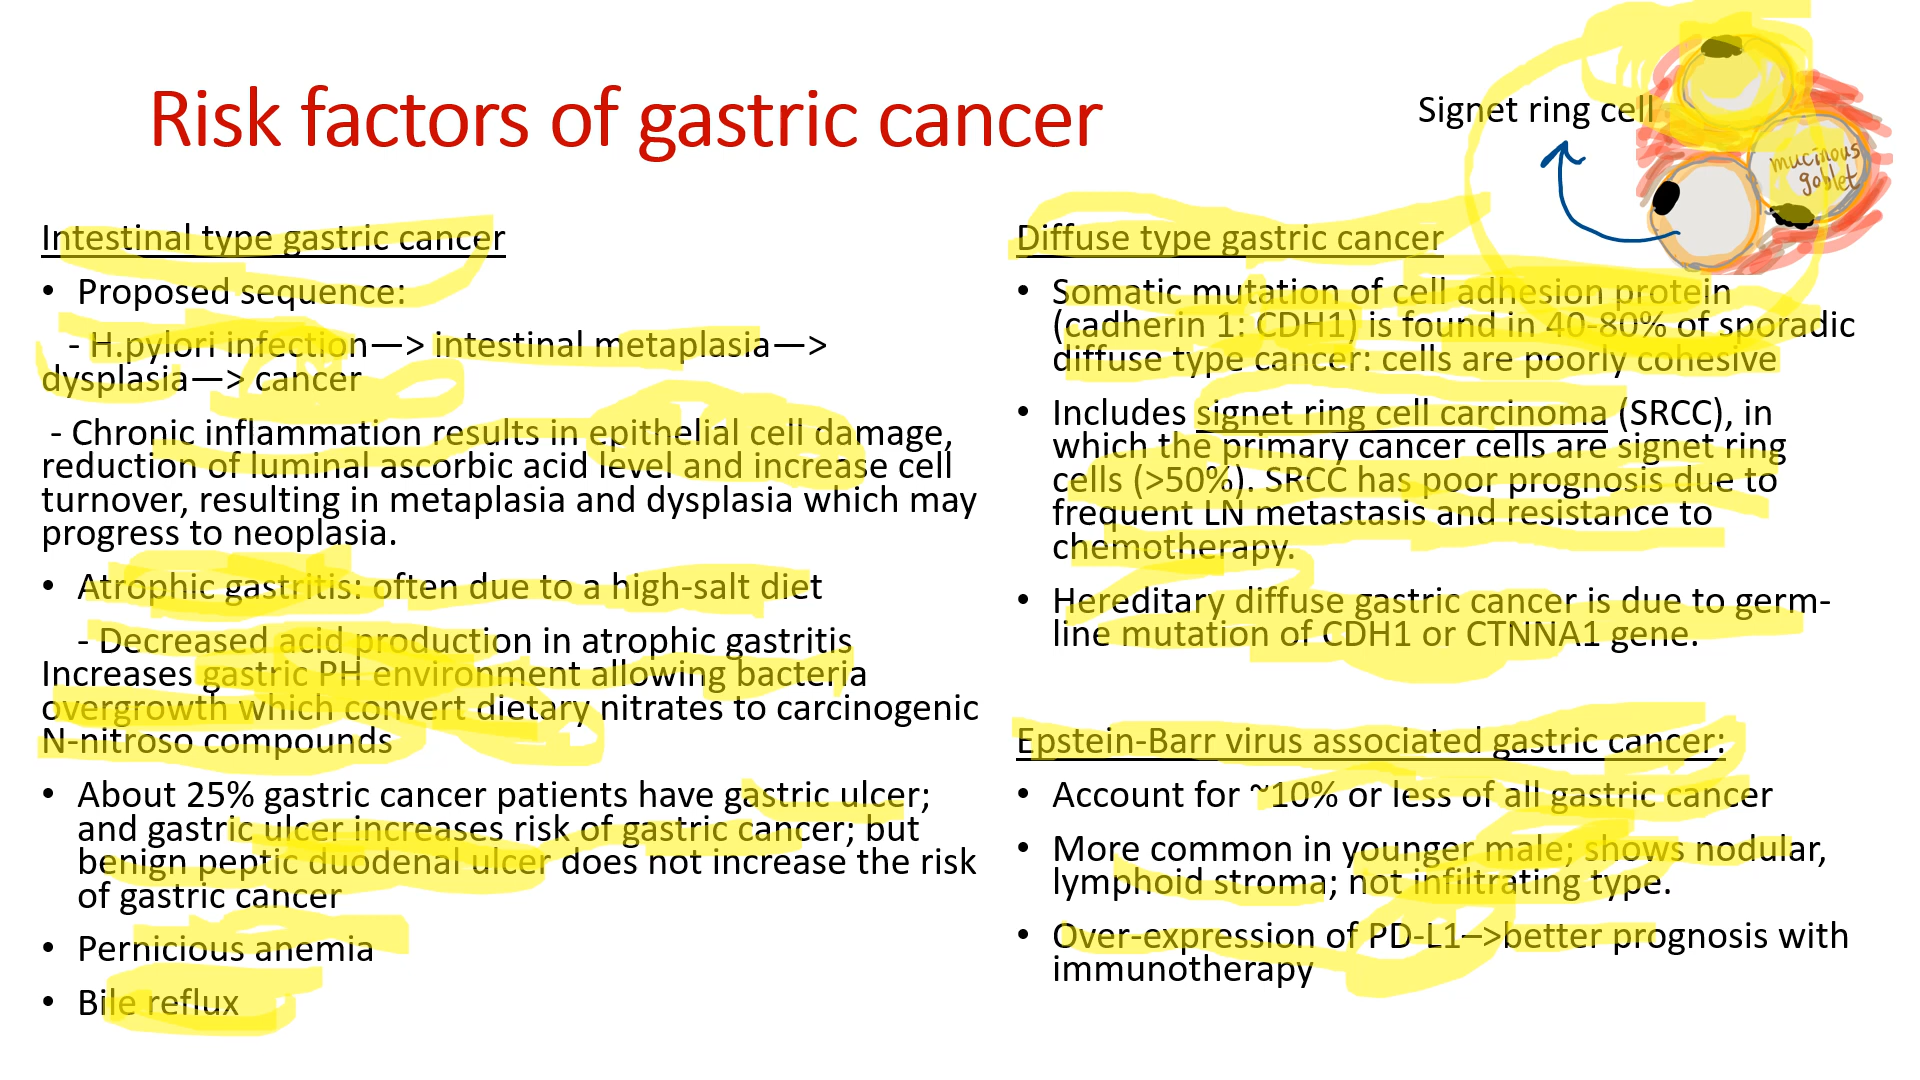 Risk factors of gastric cancer
Signet ring cell
mucinous
goblet
Intestinal type gastric cancer
• Proposed sequence:
- H.pylori infection—> intestinal metaplasia—>
dysplasia—> cancer
- Chronic inflammation results in epithelial cell damage,
reduction of luminal ascorbic acid level and increase cell
turnover, resulting in metaplasia and dysplasia which may
progress to neoplasia.
• Atrophic gastritis: often due to a high-salt diet
- Decreased acid production in atrophic gastritis
Increases gastric PH environment allowing bacteria
overgrowth which convert dietary nitrates to carcinogenic
N-nitroso compounds
• About 25% gastric cancer patients have gastric ulcer;
and gastric ulcer increases risk of gastric cancer; but
benign peptic duodenal ulcer does not increase the risk
of gastric cancer
• Pernicious anemia
• Bile reflux
Diffuse type gastric cancer
• Somatic mutation of cell adhesion protein
(cadherin 1: CDH1) is found in 40-80% of sporadic
diffuse type cancer: cells are poorly cohesive
• Includes signet ring cell carcinoma (SRCC), in
which the primary cancer cells are signet ring
cells (>50%). SRCC has poor prognosis due to
frequent LN metastasis and resistance to
chemotherapy.
• Hereditary diffuse gastric cancer is due to germ-
line mutation of CDH1 or CTNNA1 gene.
Epstein-Barr virus associated gastric cancer:
• Account for ~10% or less of all gastric cancer
• More common in younger male; shows nodular,
lymphoid stroma; not infiltrating type.
• Over-expression of PD-L1—>better prognosis with
immunotherapy